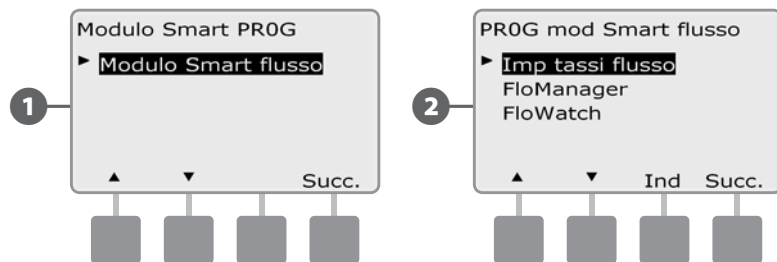 Modulo Smart PR0G
► Modulo Smart flusso
1
▲ ▼ Succ.
PR0G mod Smart flusso
► Imp tassi flusso
FloManager
2
FloWatch
▲ ▼ Ind Succ.